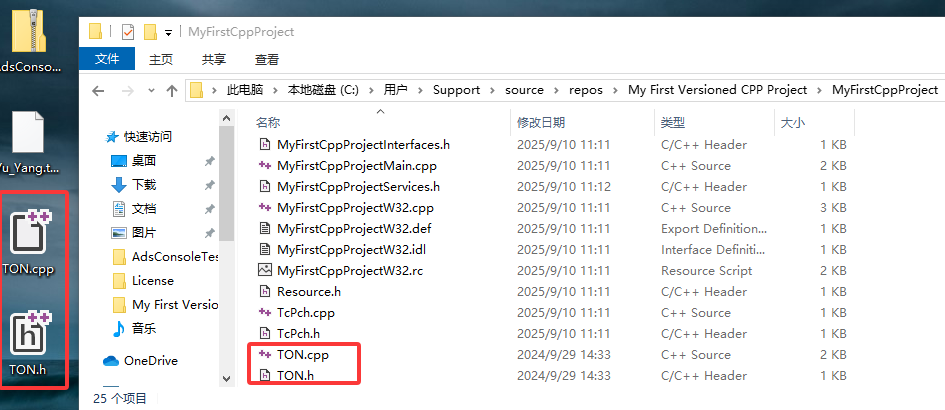 AdsConso...
Yu_Yang.t...
TON.cpp
TON.h
MyFirstCppProject
文件 主页 共享 查看
此电脑 本地磁盘 (C:) 用户 Support source repos My First Versioned CPP Project MyFirstCppProject
快速访问
桌面
下载
文档
图片
AdsConsoleTes
License
My First Versio
音乐
OneDrive
名称 修改日期 类型 大小
MyFirstCppProjectInterfaces.h 2025/9/10 11:11 C/C++ Header 1 KB
MyFirstCppProjectMain.cpp 2025/9/10 11:11 C++ Source 2 KB
MyFirstCppProjectServices.h 2025/9/10 11:12 C/C++ Header 1 KB
MyFirstCppProjectW32.cpp 2025/9/10 11:11 C++ Source 3 KB
MyFirstCppProjectW32.def 2025/9/10 11:11 Export Definition... 1 KB
MyFirstCppProjectW32.idl 2025/9/10 11:11 Interface Definiti... 1 KB
MyFirstCppProjectW32.rc 2025/9/10 11:11 Resource Script 2 KB
Resource.h 2025/9/10 11:11 C/C++ Header 1 KB
TcPch.cpp 2025/9/10 11:11 C++ Source 1 KB
TcPch.h 2025/9/10 11:11 C/C++ Header 1 KB
TON.cpp 2024/9/29 14:33 C++ Source 2 KB
TON.h 2024/9/29 14:33 C/C++ Header 1 KB
25 个项目